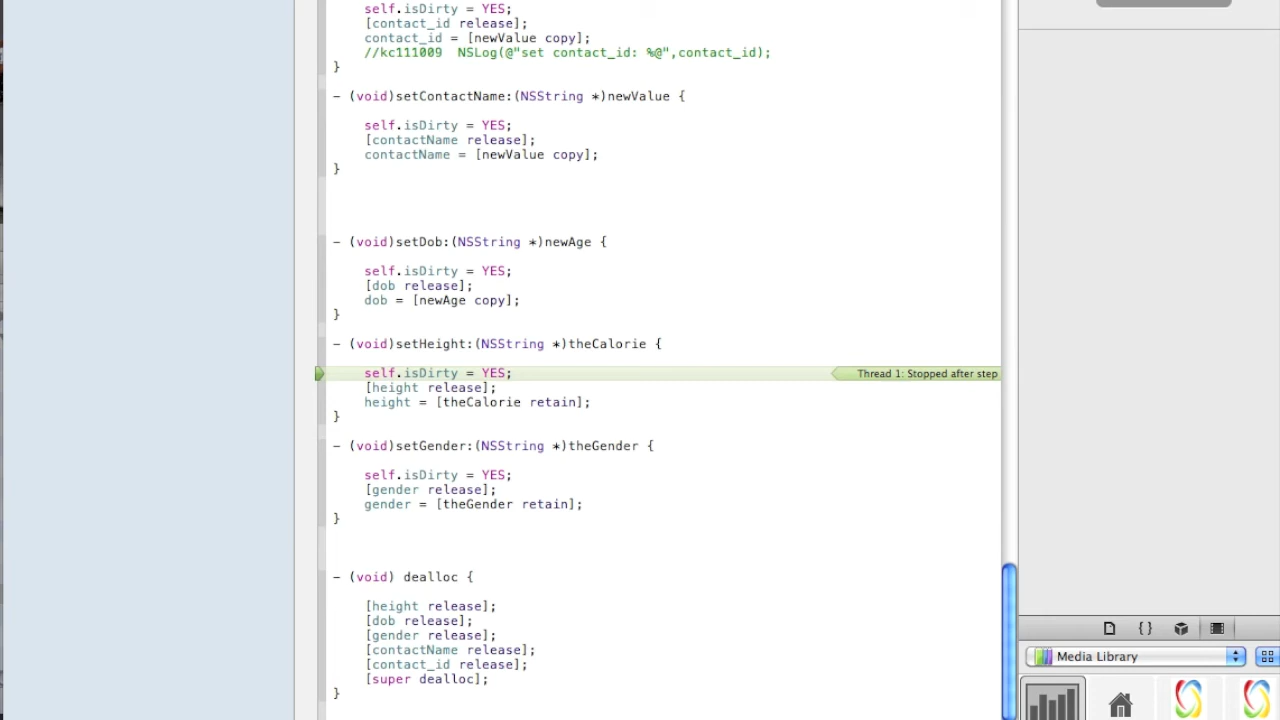 self.isDirty = YES;
[contact_id release];
contact_id = [newValue copy];
//kc111009  NSLog(@"set contact_id: %@",contact_id);
}
- (void)setContactName:(NSString *)newValue {
self.isDirty = YES;
[contactName release];
contactName = [newValue copy];
}
- (void)setDob:(NSString *)newAge {
self.isDirty = YES;
[dob release];
dob = [newAge copy];
}
- (void)setHeight:(NSString *)theCalorie {
self.isDirty = YES;
Thread 1: Stopped after step
[height release];
height = [theCalorie retain];
}
- (void)setGender:(NSString *)theGender {
self.isDirty = YES;
[gender release];
gender = [theGender retain];
}
- (void) dealloc {
[height release];
[dob release];
[gender release];
[contactName release];
[contact_id release];
[super dealloc];
}
{ }
Media Library